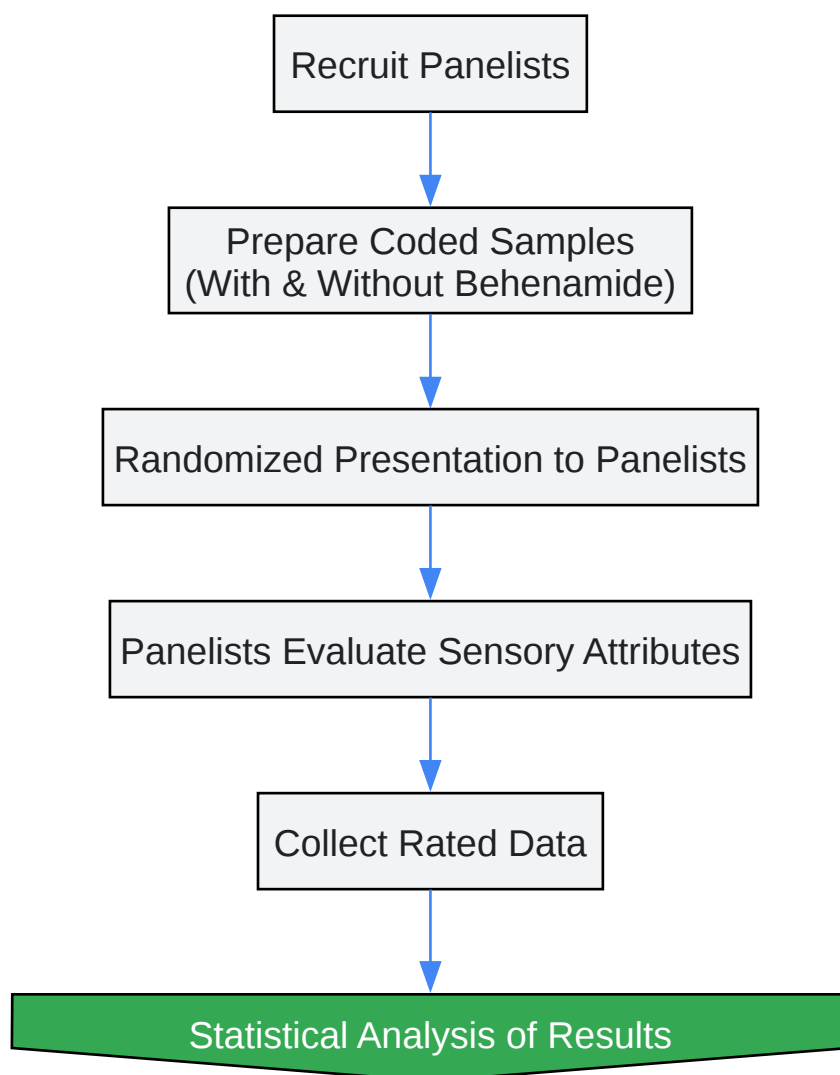 Recruit Panelists
Prepare Coded Samples
(With & Without Behenamide)
Randomized Presentation to Panelists
Panelists Evaluate Sensory Attributes
Collect Rated Data
Statistical Analysis of Results